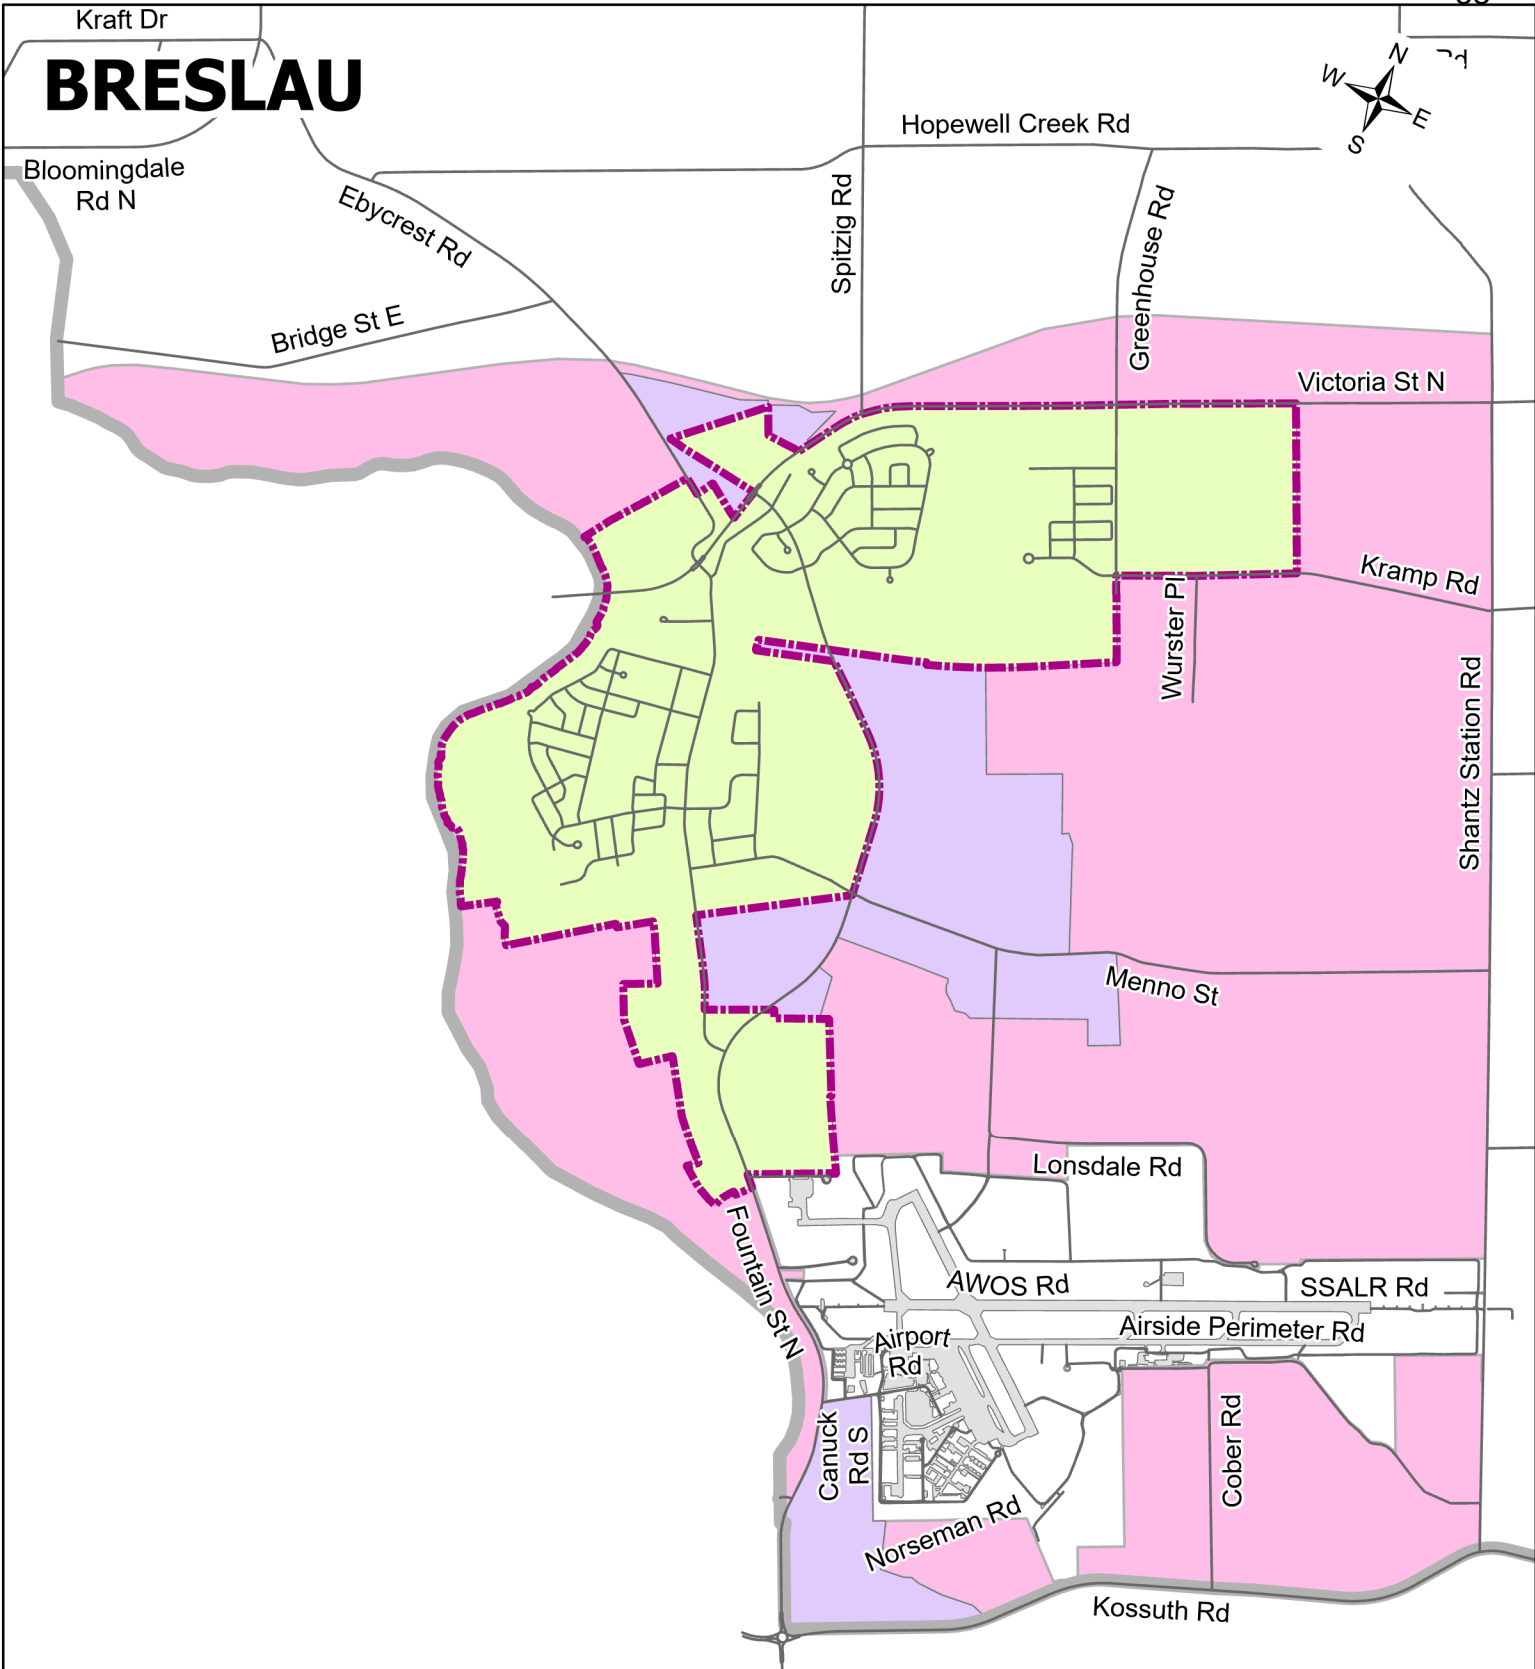 Kraft Dr
BRESLAU
N
W
E
S
Hopewell Creek Rd
Bloomingdale
Rd N
Ebycrest Rd
Spitzig Rd
Greenhouse Rd
Bridge St E
Victoria St N
Kramp Rd
Wurster Pl
Shantz Station Rd
Menno St
Lonsdale Rd
Fountain St N
AWOS Rd
SSALR Rd
Airside Perimeter Rd
Airport
Rd
Canuck
Rd S
Cober Rd
Norseman Rd
Kossuth Rd